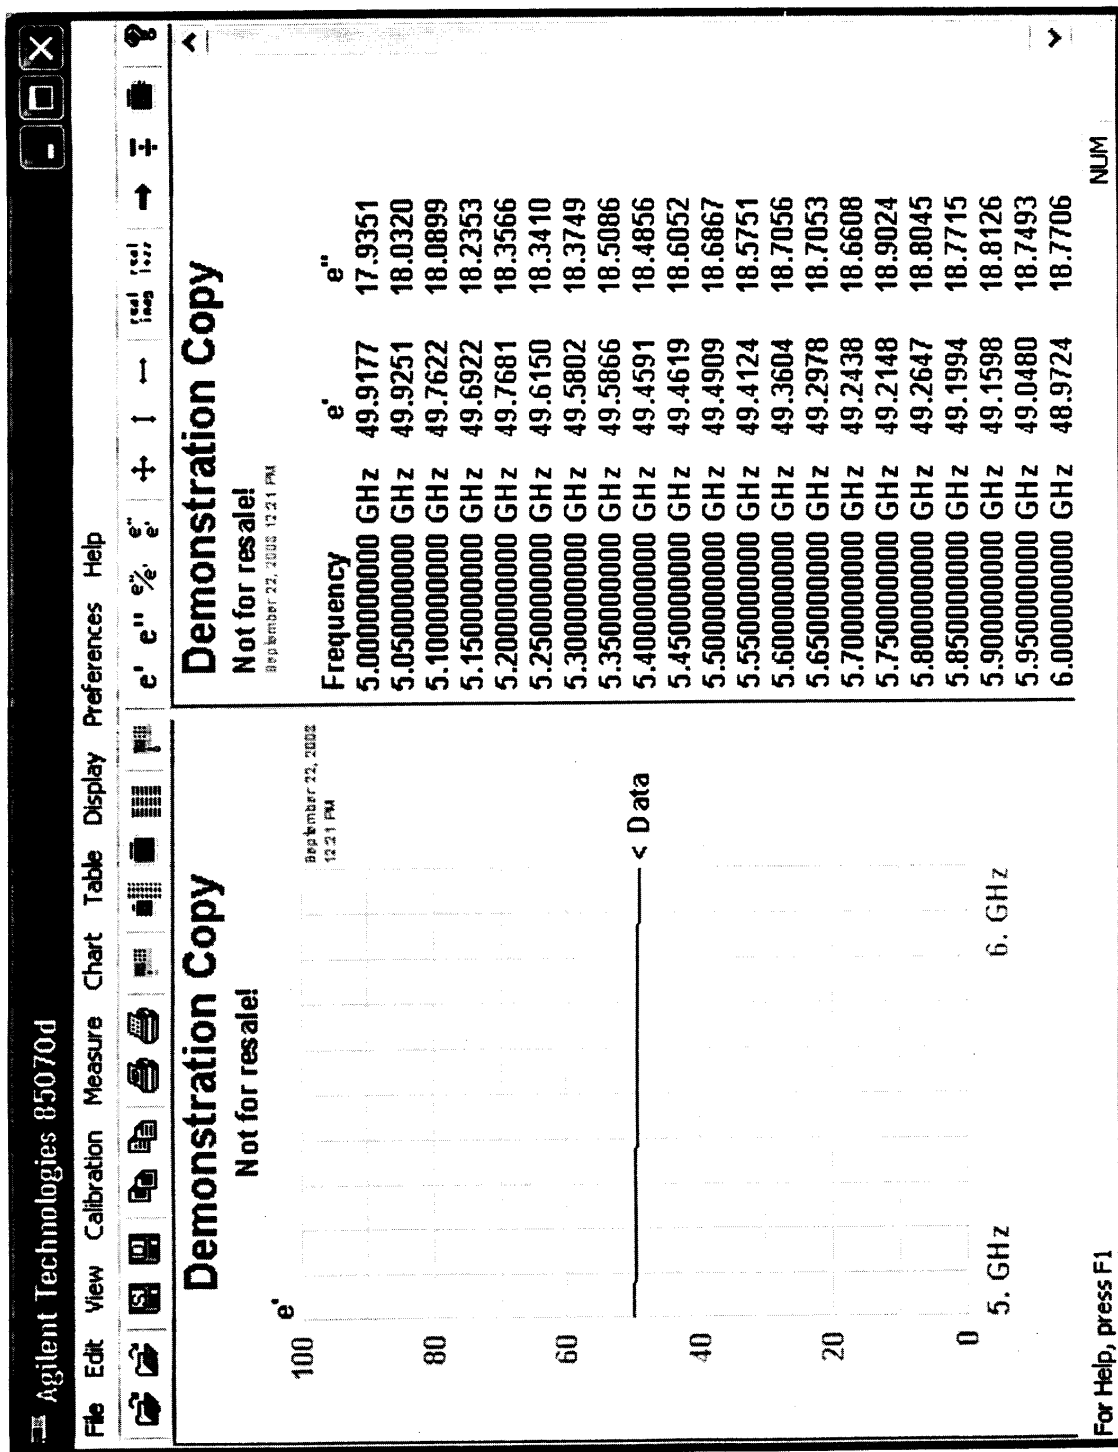 Agilent Technologies 85070d
File Edit View Calibration Measure Chart Table Display Preferences Help
e' e'' e''/e' e'' e'
Demonstration Copy
Not for resale!
September 22, 2008
12:21 PM
e'
100
80
60
40
20
0
< Data
5. GHz 6. GHz
Demonstration Copy
Not for resale!
September 22, 2008 12:21 PM
Frequency e' e''
5.000000000 GHz 49.9177 17.9351
5.050000000 GHz 49.9251 18.0320
5.100000000 GHz 49.7622 18.0899
5.150000000 GHz 49.6922 18.2353
5.200000000 GHz 49.7681 18.3566
5.250000000 GHz 49.6150 18.3410
5.300000000 GHz 49.5802 18.3749
5.350000000 GHz 49.5866 18.5086
5.400000000 GHz 49.4591 18.4856
5.450000000 GHz 49.4619 18.6052
5.500000000 GHz 49.4909 18.6867
5.550000000 GHz 49.4124 18.5751
5.600000000 GHz 49.3604 18.7056
5.650000000 GHz 49.2978 18.7053
5.700000000 GHz 49.2438 18.6608
5.750000000 GHz 49.2148 18.9024
5.800000000 GHz 49.2647 18.8045
5.850000000 GHz 49.1994 18.7715
5.900000000 GHz 49.1598 18.8126
5.950000000 GHz 49.0480 18.7493
6.000000000 GHz 48.9724 18.7706
For Help, press F1 NUM